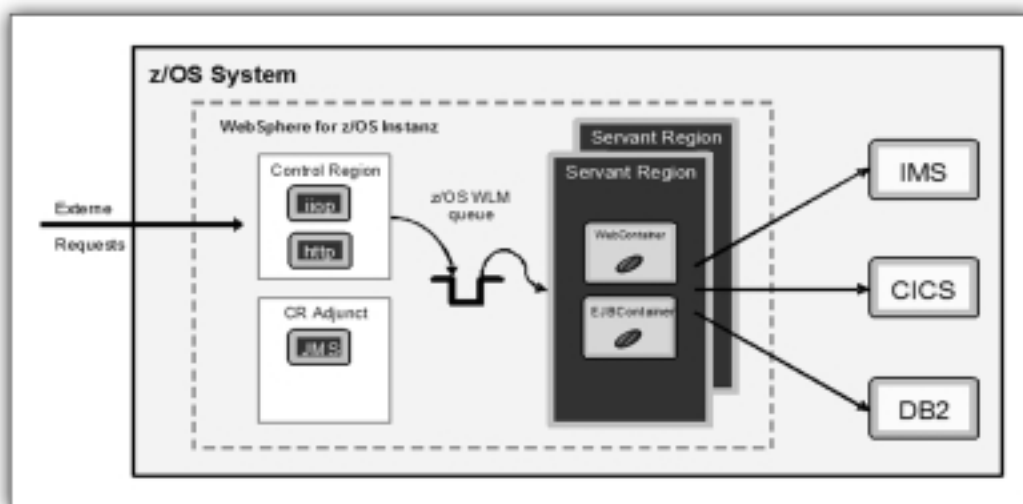 z/OS System
WebSphere for z/OS Instanz
Externe
Requests
Control Region
iiop
http
CR Adjunct
JMS
z/OS WLM
queue
Servant Region
Servant Region
WebContainer
EJBContainer
IMS
CICS
DB2